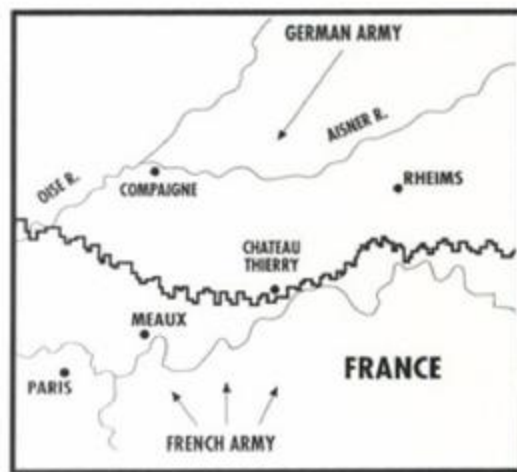 GERMAN ARMY
AISNER R.
OISE R.
COMPAIGNE
RHEIMS
CHATEAU
THIERRY
MEAUX
PARIS
FRANCE
FRENCH ARMY